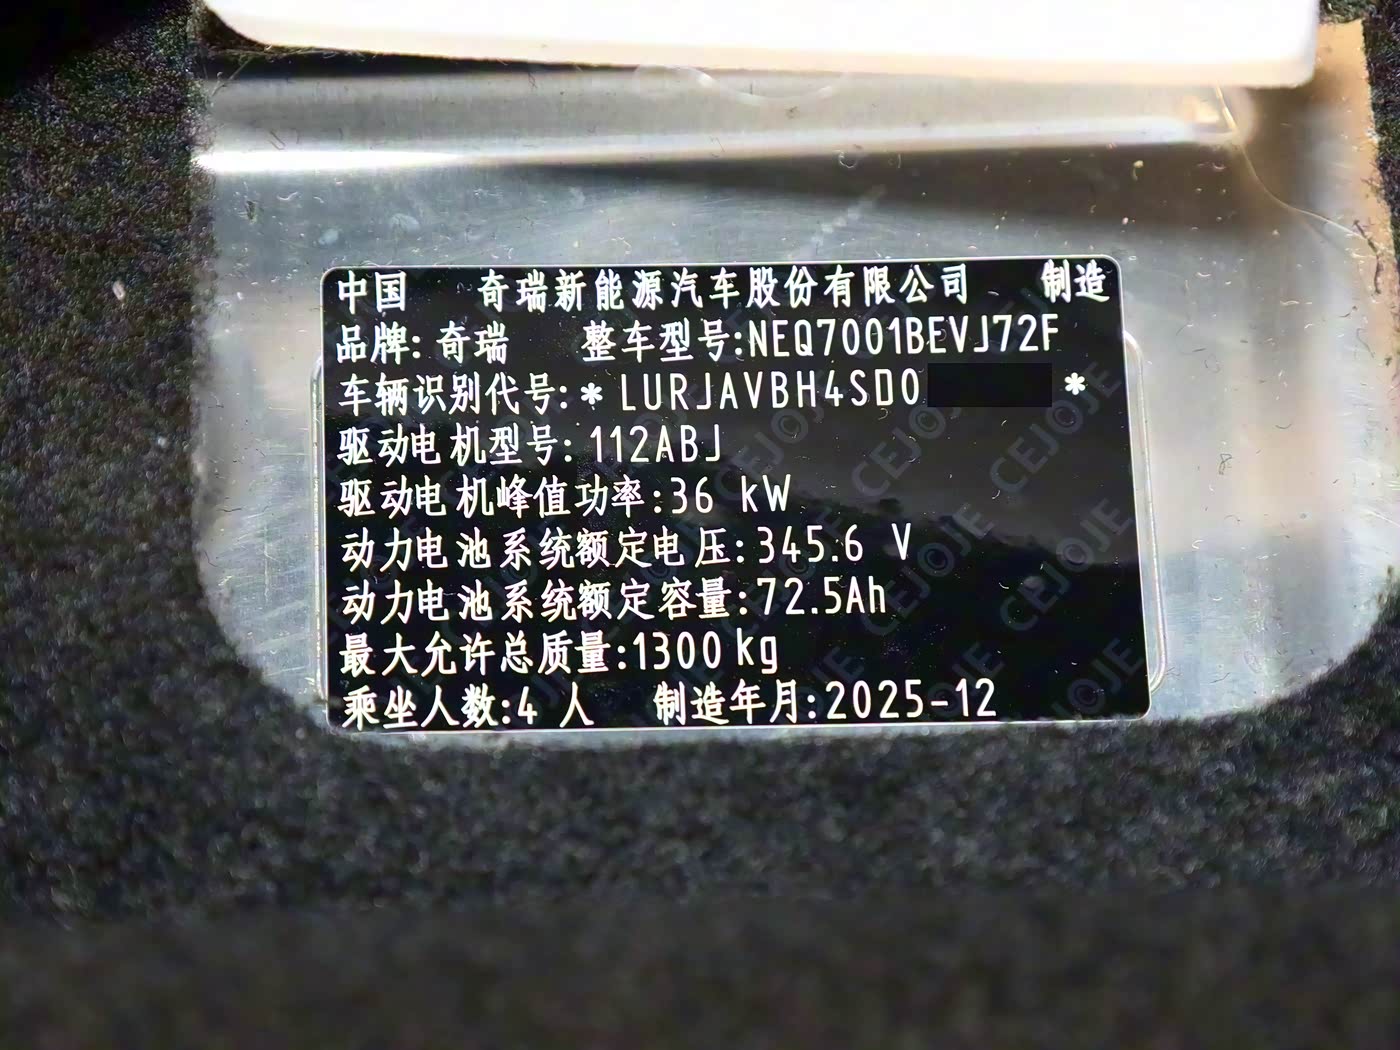 中国 奇瑞新能源汽车股份有限公司 制造
品牌: 奇瑞 整车型号:NEQ7001BEVJ72F
车辆识别代号:* LURJAVBH4SD0 *
驱动电机型号: 112ABJ
驱动电机峰值功率:36 kW
动力电池系统额定电压:345.6 V
动力电池系统额定容量:72.5Ah
最大允许总质量:1300kg
乘坐人数:4 人 制造年月:2025-12
CEJOJE